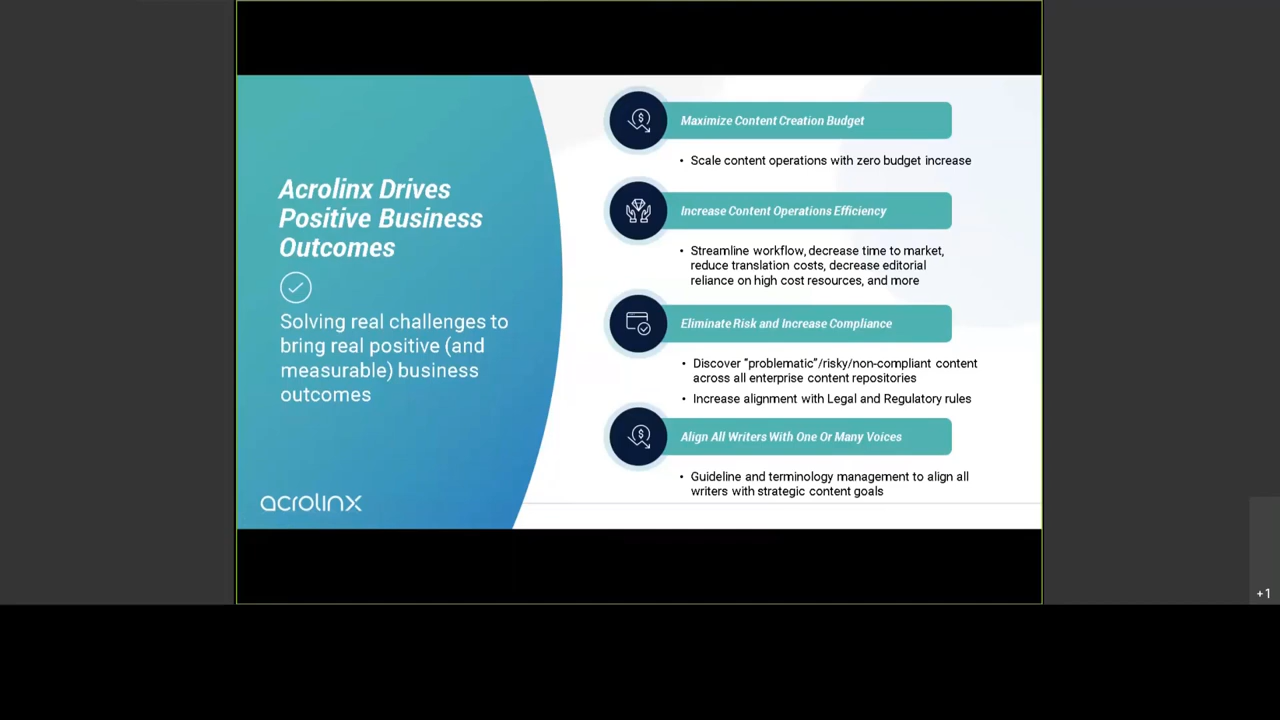 Acrolinx Drives
Positive Business
Outcomes
Solving real challenges to
bring real positive (and
measurable) business
outcomes
acrolinx
Maximize Content Creation Budget
• Scale content operations with zero budget increase
Increase Content Operations Efficiency
• Streamline workflow, decrease time to market,
reduce translation costs, decrease editorial
reliance on high cost resources, and more
Eliminate Risk and Increase Compliance
• Discover “problematic”/risky/non-compliant content
across all enterprise content repositories
• Increase alignment with Legal and Regulatory rules
Align All Writers With One Or Many Voices
• Guideline and terminology management to align all
writers with strategic content goals
+1